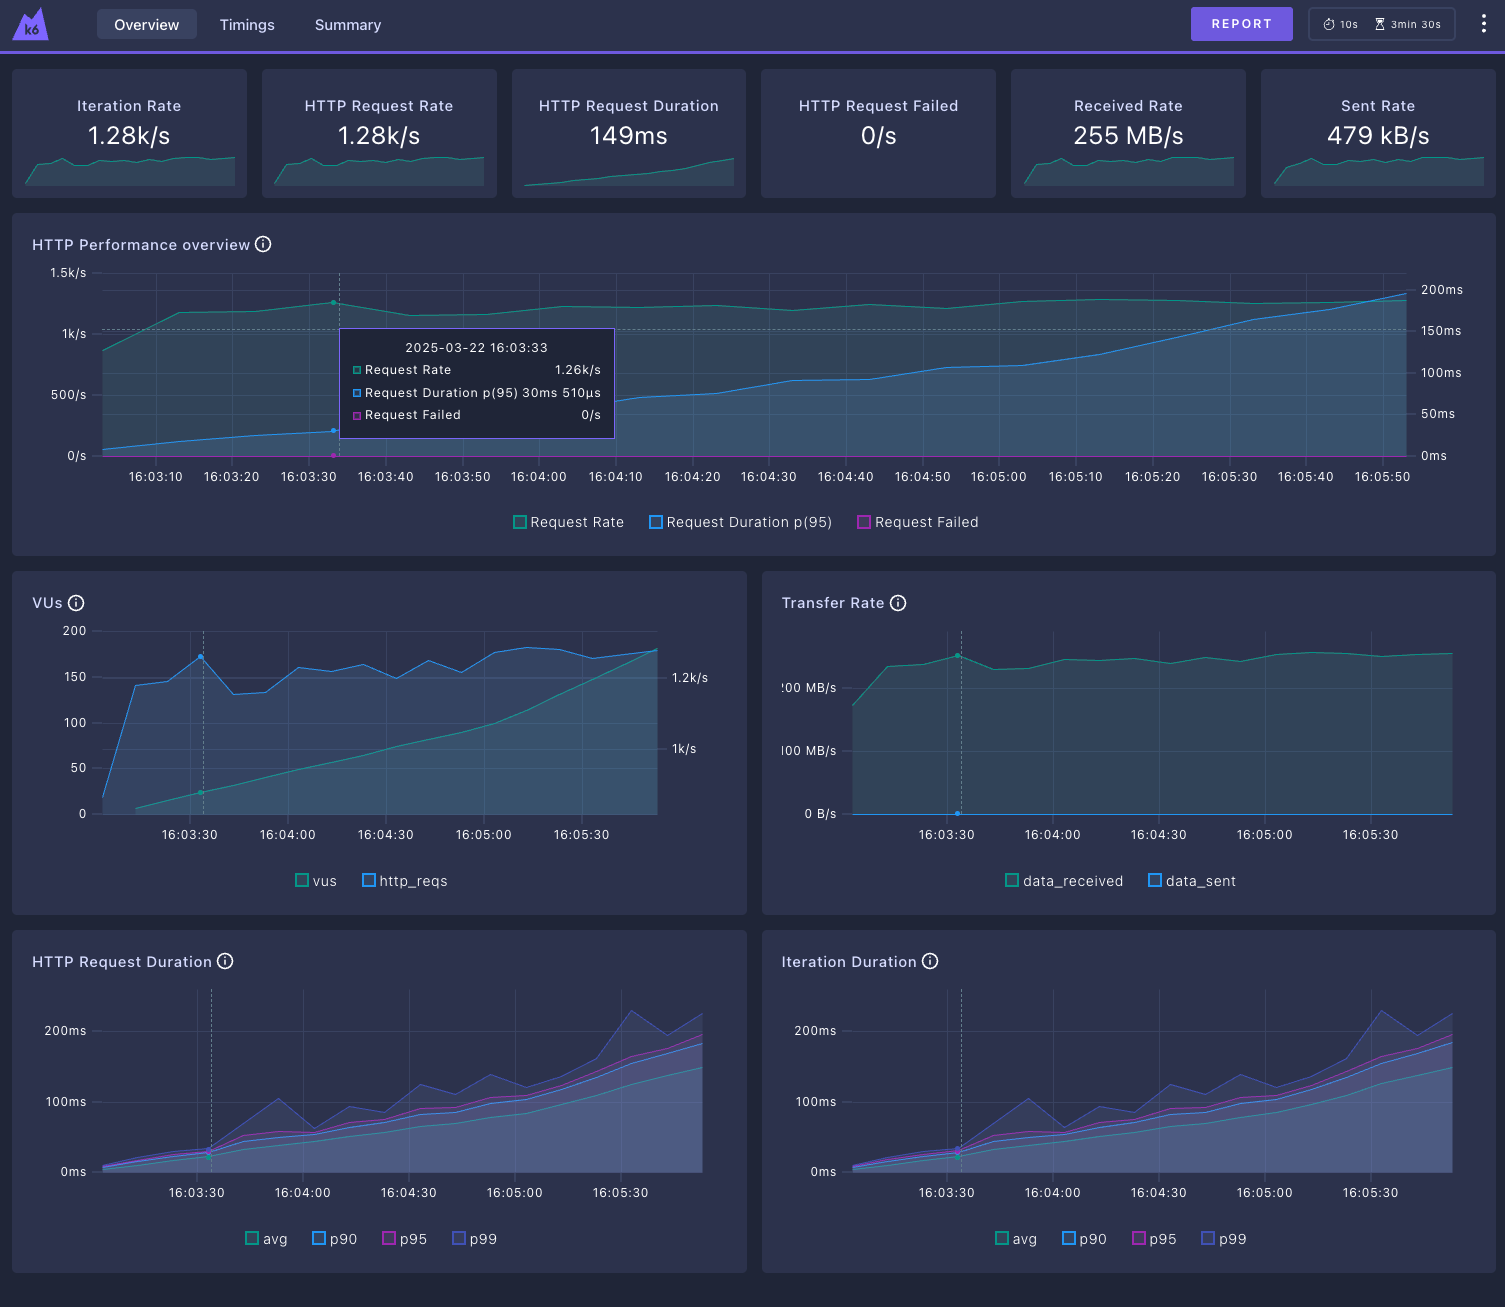 k6
Overview
Timings
Summary
REPORT
10s
3min 30s
Iteration Rate
1.28k/s
HTTP Request Rate
1.28k/s
HTTP Request Duration
149ms
HTTP Request Failed
0/s
Received Rate
255 MB/s
Sent Rate
479 kB/s
HTTP Performance overview
1.5k/s
1k/s
500/s
0/s
200ms
150ms
100ms
50ms
0ms
2025-03-22 16:03:33
Request Rate 1.26k/s
Request Duration p(95) 30ms 510µs
Request Failed 0/s
16:03:10 16:03:20 16:03:30 16:03:40 16:03:50 16:04:00 16:04:10 16:04:20 16:04:30 16:04:40 16:04:50 16:05:00 16:05:10 16:05:20 16:05:30 16:05:40 16:05:50
Request Rate Request Duration p(95) Request Failed
VUs
200
150
100
50
0
1.2k/s
1k/s
16:03:30 16:04:00 16:04:30 16:05:00 16:05:30
vus http_reqs
Transfer Rate
00 MB/s
00 MB/s
0 B/s
16:03:30 16:04:00 16:04:30 16:05:00 16:05:30
data_received data_sent
HTTP Request Duration
200ms
100ms
0ms
16:03:30 16:04:00 16:04:30 16:05:00 16:05:30
avg p90 p95 p99
Iteration Duration
200ms
100ms
0ms
16:03:30 16:04:00 16:04:30 16:05:00 16:05:30
avg p90 p95 p99